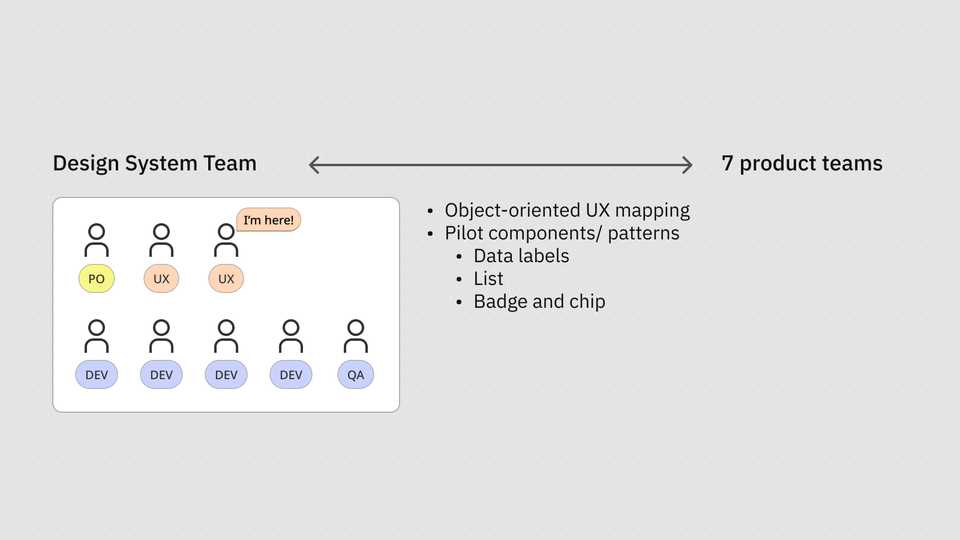 Design System Team
7 product teams
I'm here!
PO
UX
UX
DEV
DEV
DEV
DEV
QA
• Object-oriented UX mapping
• Pilot components/ patterns
• Data labels
• List
• Badge and chip